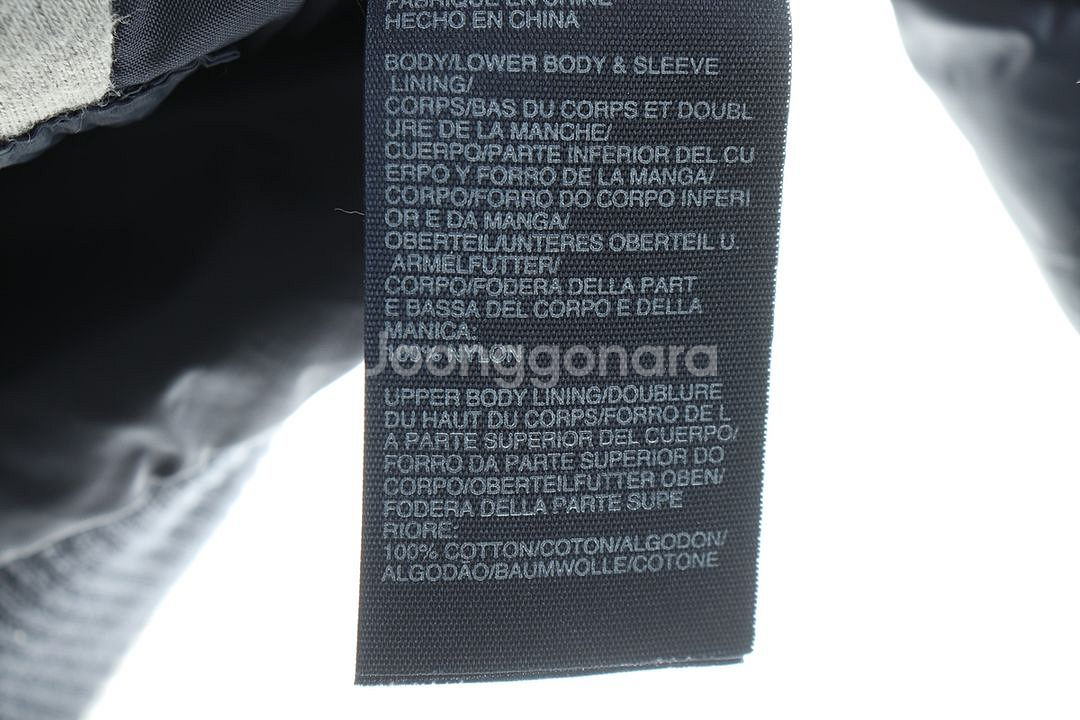 FABRIQUE EN CHINE
HECHO EN CHINA
BODY/LOWER BODY & SLEEVE
LINING/
CORPS/BAS DU CORPS ET DOUBL
URE DE LA MANCHE/
CUERPO/PARTE INFERIOR DEL CU
ERPO Y FORRO DE LA MANGA/
CORPO/FORRO DO CORPO INFERI
OR E DA MANGA/
OBERTEIL/UNTERES OBERTEIL U
ARMELFUTTER/
CORPO/FODERA DELLA PART
E BASSA DEL CORPO E DELLA
MANICA:
100% NYLON
Joonggonara
UPPER BODY LINING/DOUBLURE
DU HAUT DU CORPS/FORRO DE L
A PARTE SUPERIOR DEL CUERPO/
FORRO DA PARTE SUPERIOR DO
CORPO/OBERTEILFUTTER OBEN/
FODERA DELLA PARTE SUPE
RIORE:
100% COTTON/COTON/ALGODON/
ALGODÃO/BAUMWOLLE/COTONE